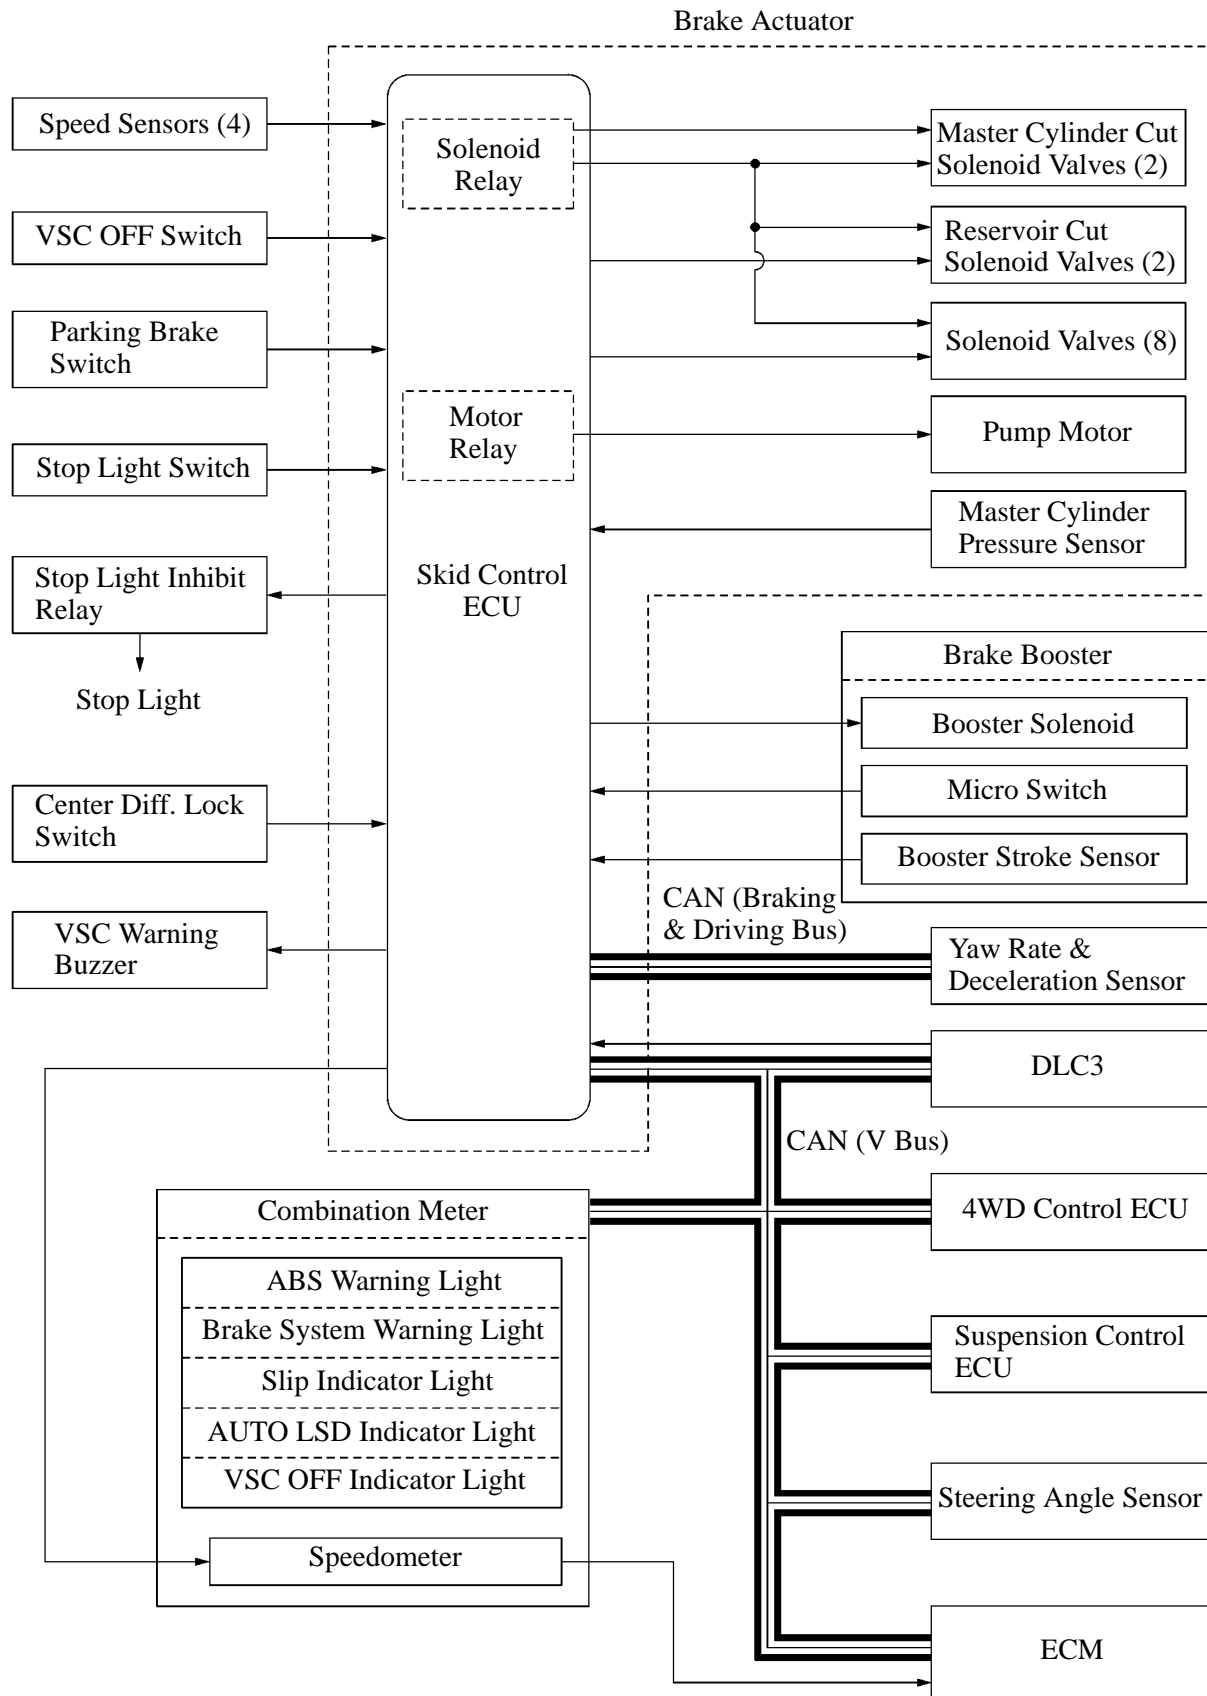 Brake Actuator
Speed Sensors (4)
VSC OFF Switch
Parking Brake
Switch
Stop Light Switch
Stop Light Inhibit
Relay
Stop Light
Center Diff. Lock
Switch
VSC Warning
Buzzer
Solenoid
Relay
Motor
Relay
Skid Control
ECU
Master Cylinder Cut
Solenoid Valves (2)
Reservoir Cut
Solenoid Valves (2)
Solenoid Valves (8)
Pump Motor
Master Cylinder
Pressure Sensor
Brake Booster
Booster Solenoid
Micro Switch
Booster Stroke Sensor
CAN (Braking
& Driving Bus)
Yaw Rate &
Deceleration Sensor
DLC3
CAN (V Bus)
4WD Control ECU
Suspension Control
ECU
Steering Angle Sensor
ECM
Combination Meter
ABS Warning Light
Brake System Warning Light
Slip Indicator Light
AUTO LSD Indicator Light
VSC OFF Indicator Light
Speedometer